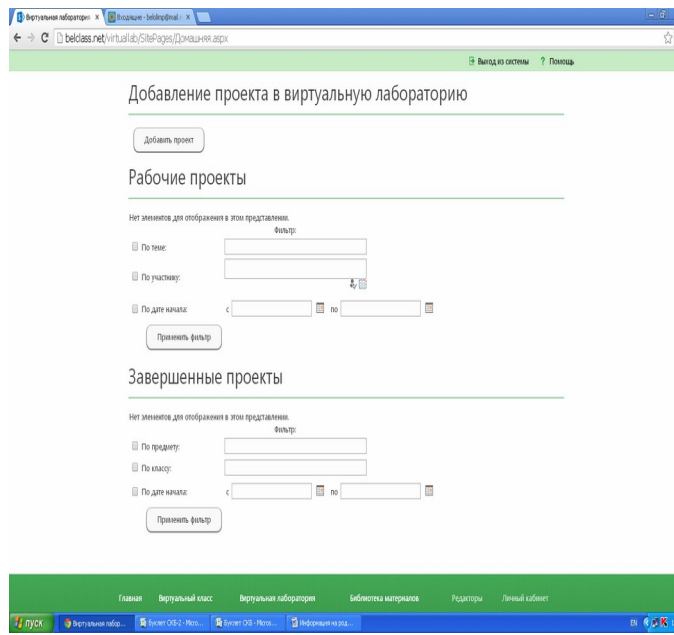 Виртуальная лаборатория
Входящие - belolimp@mail.r
belclass.net/virtuallab/SitePages/Домашняя.aspx
Выход из системы ? Помощь
Добавление проекта в виртуальную лабораторию
Добавить проект
Рабочие проекты
Нет элементов для отображения в этом представлении.
Фильтр:
По теме:
По участнику:
По дате начала: с по
Применить фильтр
Завершенные проекты
Нет элементов для отображения в этом представлении.
Фильтр:
По предмету:
По классу:
По дате начала: с по
Применить фильтр
Главная Виртуальный класс Виртуальная лаборатория Библиотека материалов Редакторы Личный кабинет
пуск Виртуальная лабор... Буклет СКБ-2 - Micro... Буклет СКБ - Micros... Информация на род... EN